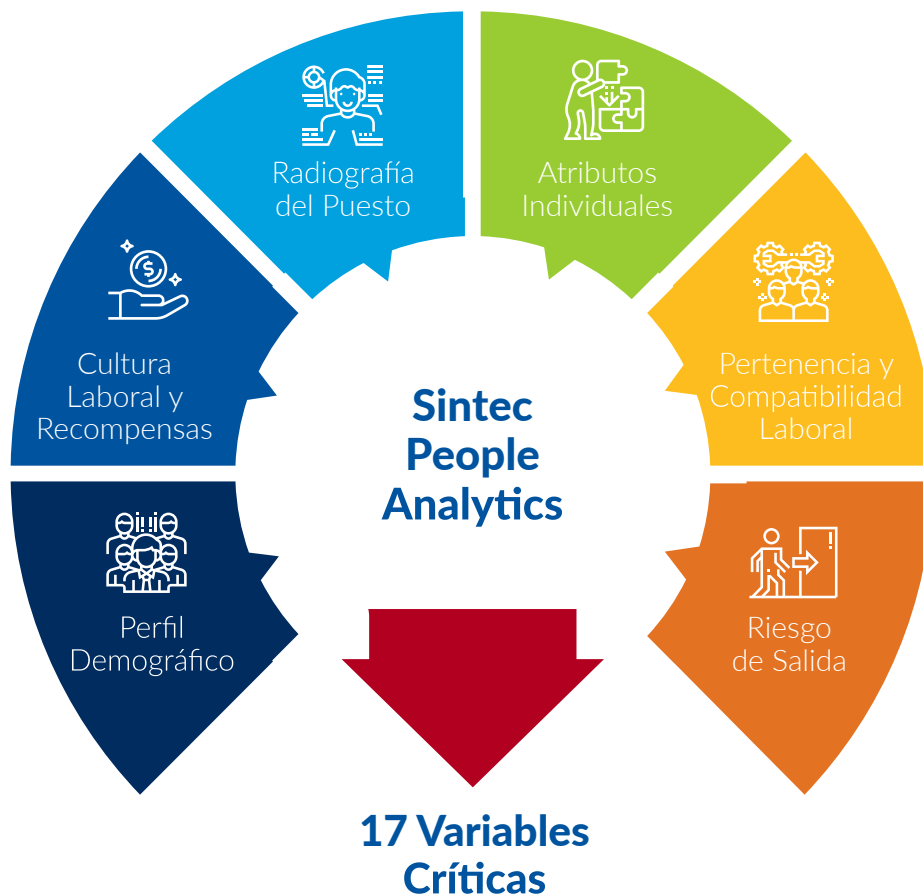 Radiografía
del Puesto
Atributos
Individuales
Cultura
Laboral y
Recompensas
Pertenencia y
Compatibilidad
Laboral
Sintec
People
Analytics
Perfil
Demográfico
Riesgo
de Salida
17 Variables
Críticas